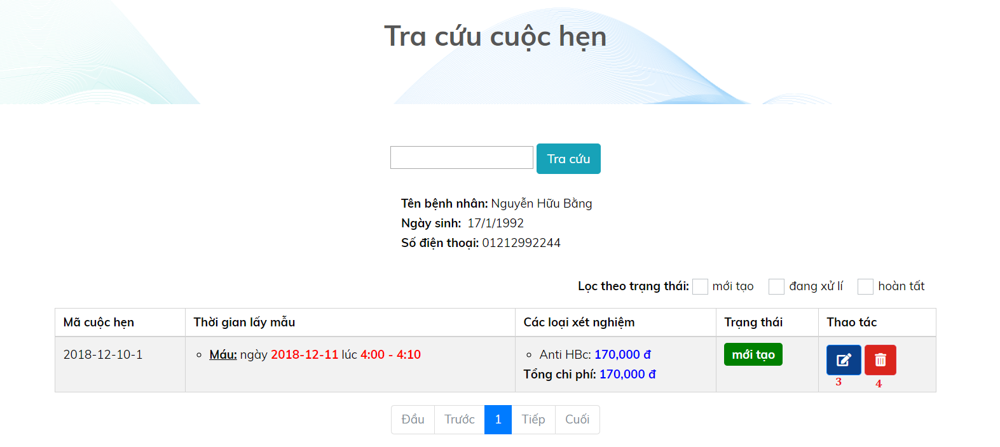 Tra cứu cuộc hẹn
Tra cứu
Tên bệnh nhân: Nguyễn Hữu Bằng
Ngày sinh: 17/1/1992
Số điện thoại: 01212992244
Lọc theo trạng thái: mới tạo đang xử lí hoàn tất
Mã cuộc hẹn Thời gian lấy mẫu Các loại xét nghiệm Trạng thái Thao tác
2018-12-10-1 Máu: ngày 2018-12-11 lúc 4:00 - 4:10 Anti HBc: 170,000 đ mới tạo
Tổng chi phí: 170,000 đ
3 4
Đầu Trước 1 Tiếp Cuối